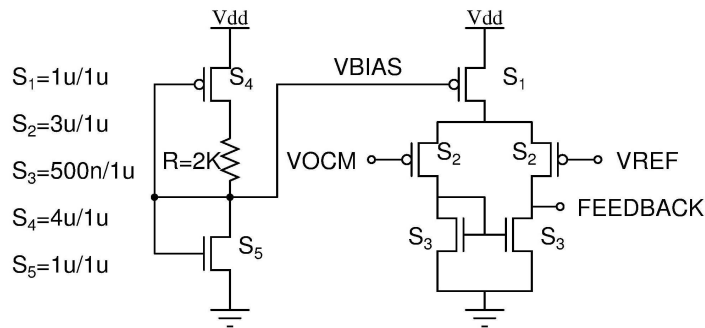 Vdd
Vdd
S1=1u/1u
S4
VBIAS
S1
S2=3u/1u
R=2K
VOCM
S2
S2
VREF
S3=500n/1u
FEEDBACK
S4=4u/1u
S5
S3
S3
S5=1u/1u